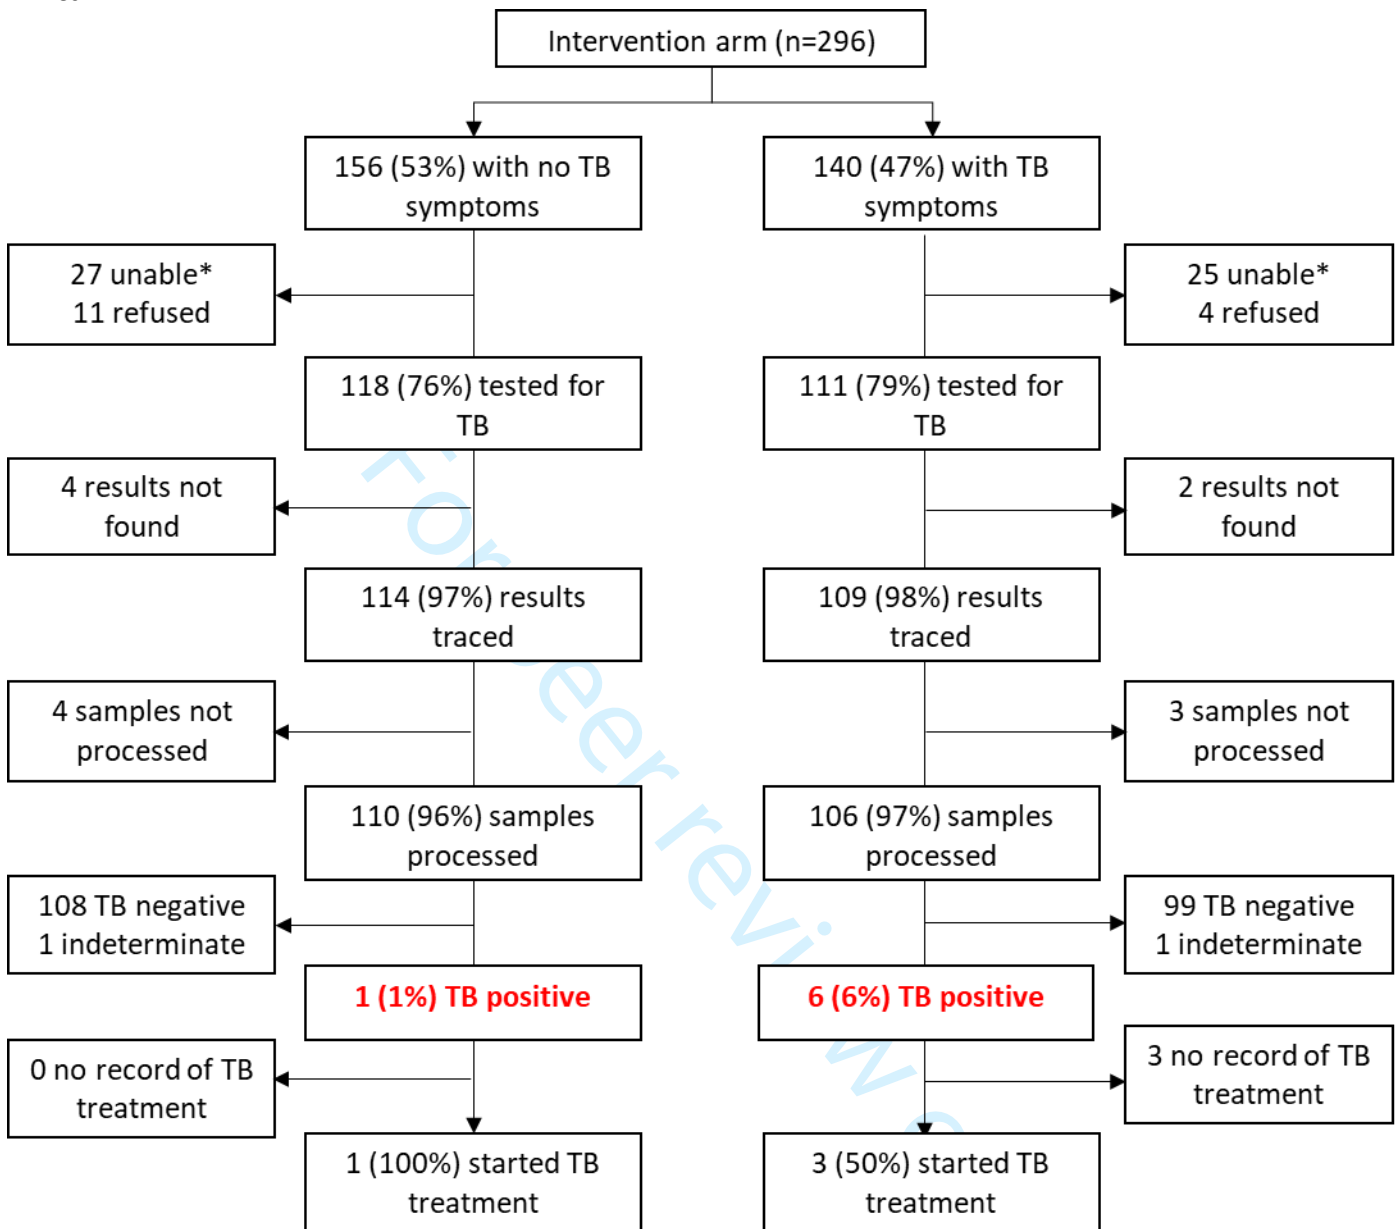 Intervention arm (n=296)
156 (53%) with no TB
symptoms
140 (47%) with TB
symptoms
27 unable*
11 refused
25 unable*
4 refused
118 (76%) tested for
TB
111 (79%) tested for
TB
4 results not
found
2 results not
found
114 (97%) results
traced
109 (98%) results
traced
4 samples not
processed
3 samples not
processed
110 (96%) samples
processed
106 (97%) samples
processed
108 TB negative
1 indeterminate
99 TB negative
1 indeterminate
1 (1%) TB positive
6 (6%) TB positive
0 no record of TB
treatment
3 no record of TB
treatment
1 (100%) started TB
treatment
3 (50%) started TB
treatment
For peer review